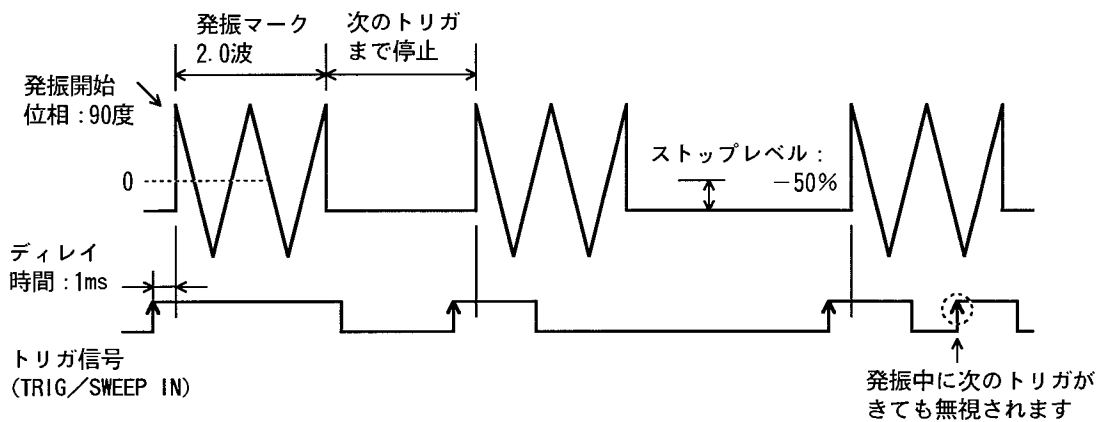 発振マーク
2.0波
次のトリガ
まで停止
発振開始
位相:90度
ストップレベル:
-50%
0
ディレイ
時間:1ms
トリガ信号
(TRIG/SWEEP IN)
発振中に次のトリガが
きても無視されます